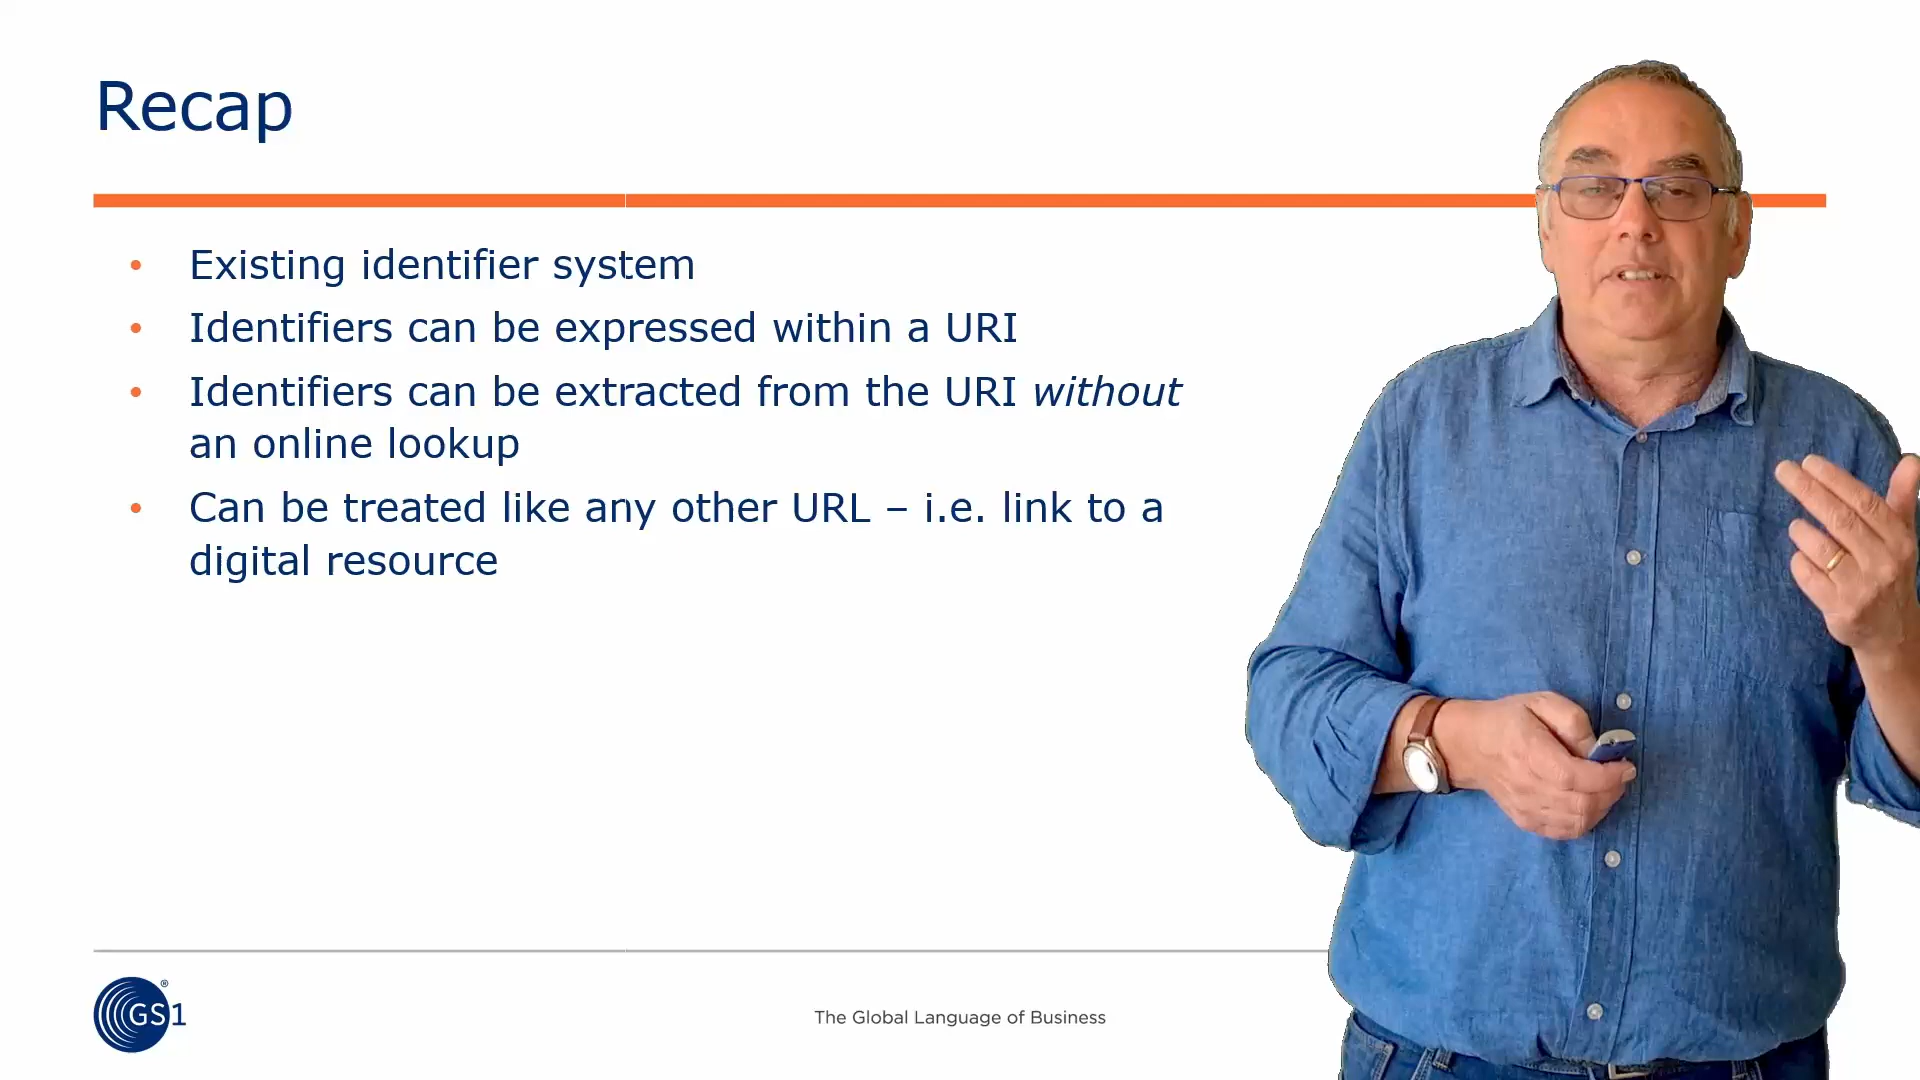 Recap
• Existing identifier system
• Identifiers can be expressed within a URI
• Identifiers can be extracted from the URI without
an online lookup
• Can be treated like any other URL – i.e. link to a
digital resource
GS1®
The Global Language of Business